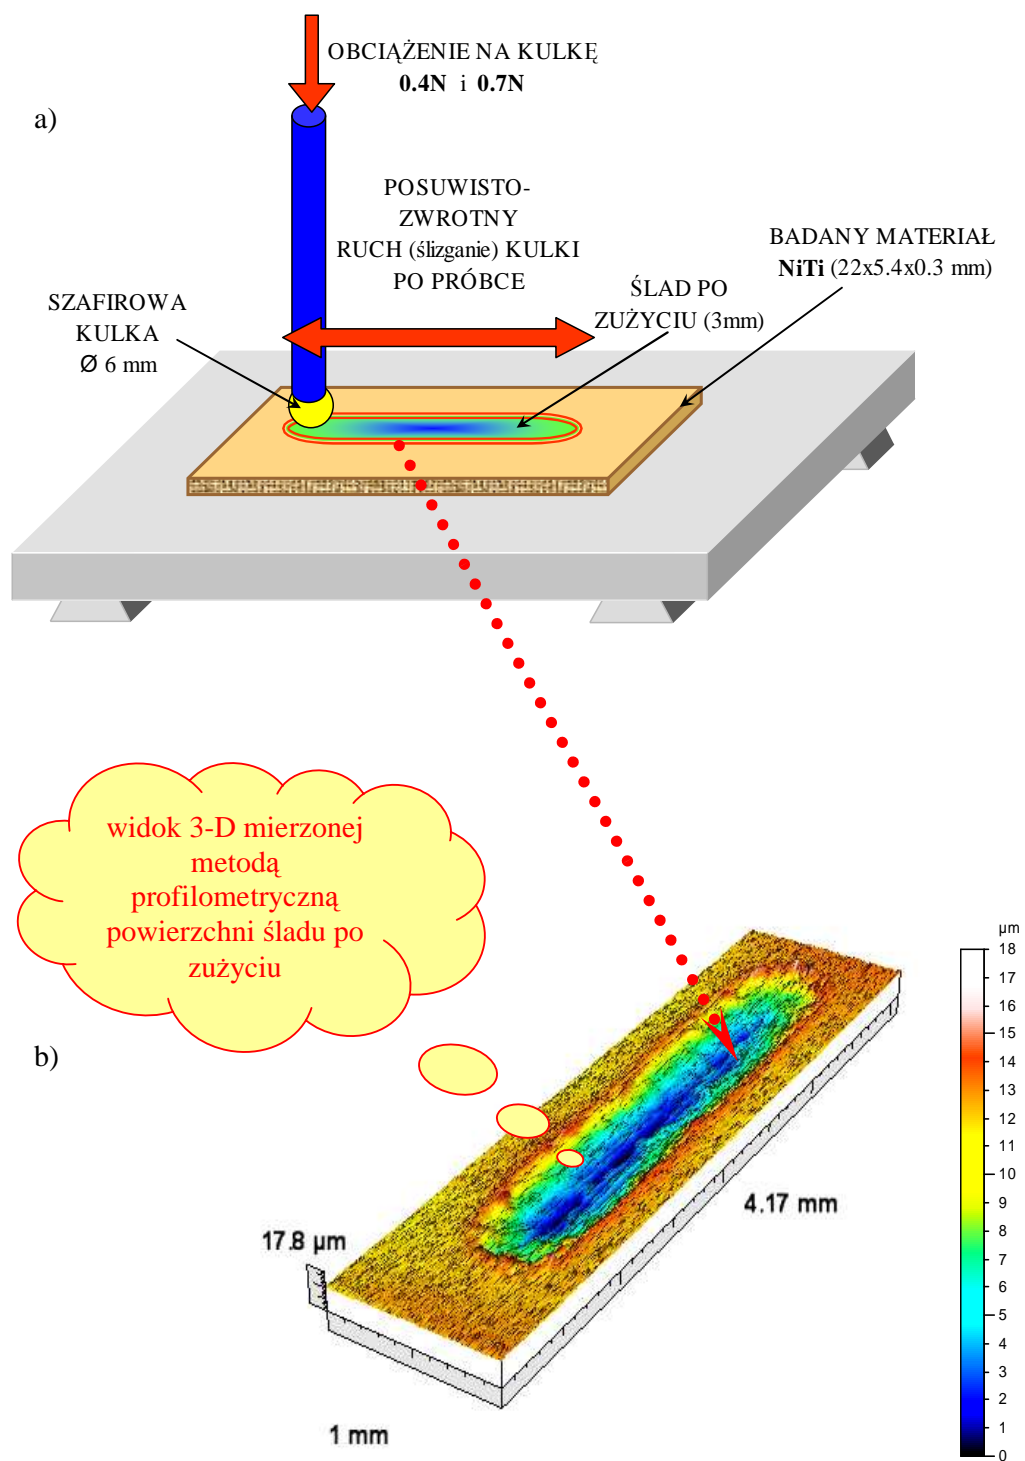 OBCIĄŻENIE NA KULKĘ
0.4N i 0.7N
a)
POSUWISTO-
ZWROTNY
RUCH (ślizganie) KULKI
PO PRÓBCE
BADANY MATERIAŁ
NiTi (22x5.4x0.3 mm)
SZAFIROWA
KULKA
Ø 6 mm
ŚLAD PO
ZUŻYCIU (3mm)
widok 3-D mierzonej
metodą
profilometryczną
powierzchni śladu po
zużyciu
b)
17.8 µm
4.17 mm
1 mm
µm
18
17
16
15
14
13
12
11
10
9
8
7
6
5
4
3
2
1
0